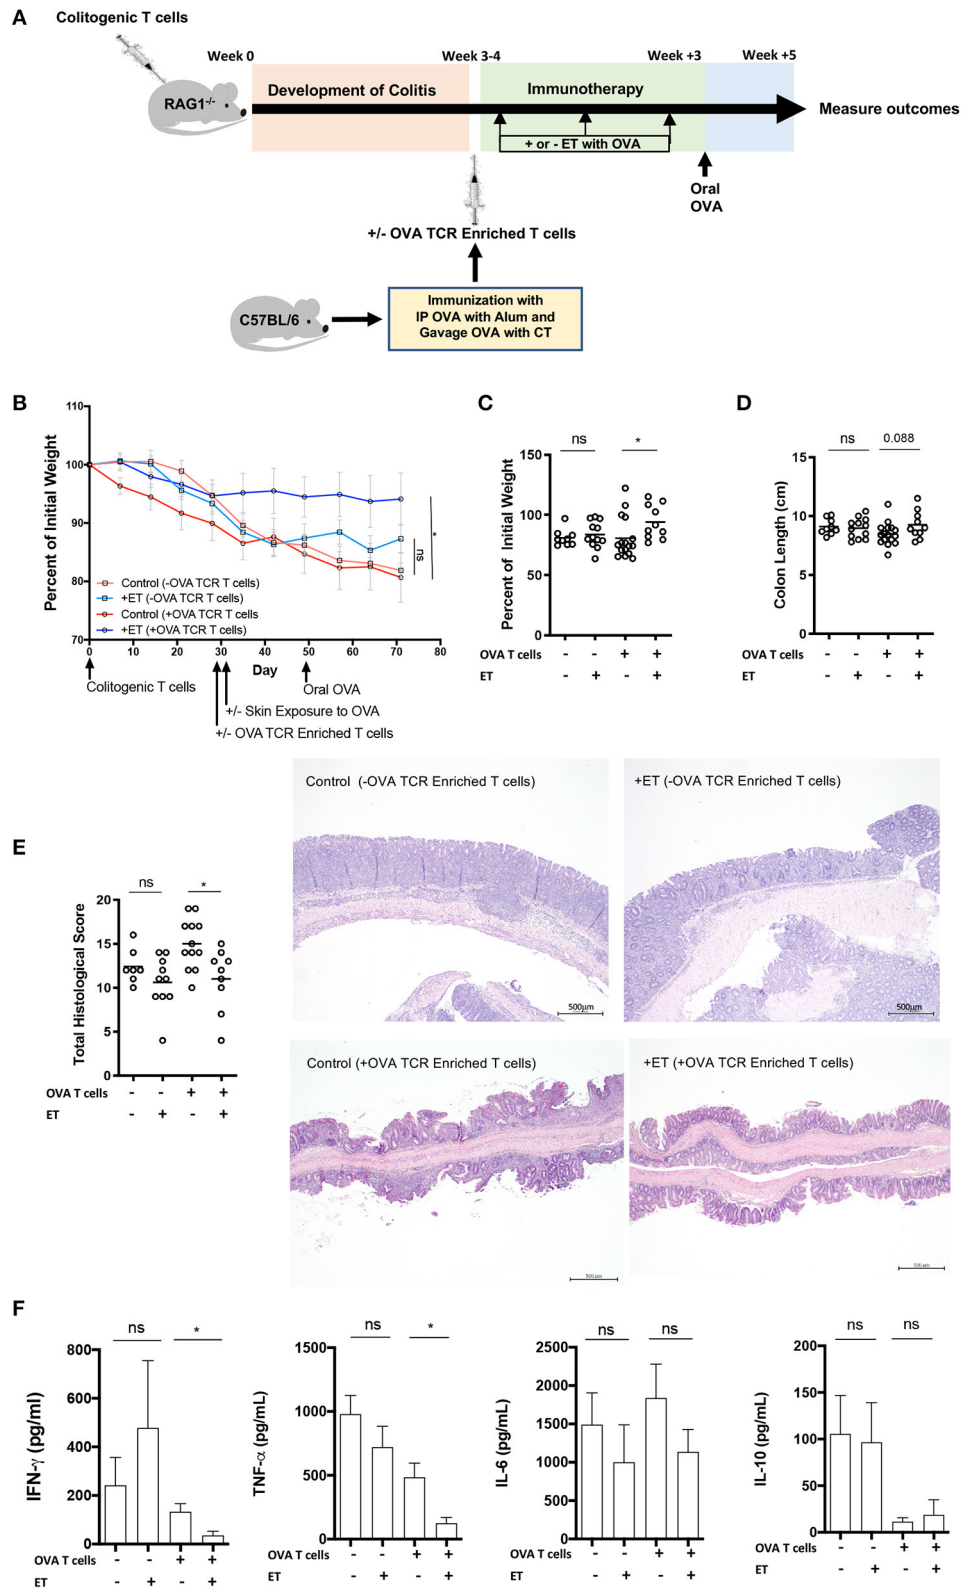 A
Colitogenic T cells
Week 0
Week 3-4
Week +3
Week +5
RAG1-/-
Development of Colitis
Immunotherapy
Measure outcomes
+ or - ET with OVA
Oral
OVA
+/- OVA TCR Enriched T cells
C57BL/6
Immunization with
IP OVA with Alum and
Gavage OVA with CT
B
Percent of Initial Weight
110
100
90
80
70
0 10 20 30 40 50 60 70 80
Day
Control (-OVA TCR T cells)
+ET (-OVA TCR T cells)
Control (+OVA TCR T cells
+ET (+OVA TCR T cells)
*
ns
Colitogenic T cells
Oral OVA
+/- Skin Exposure to OVA
+/- OVA TCR Enriched T cells
C
Percent of Initial Weight
ns *
150
100
50
0
OVA T cells - - + +
ET - + - +
D
Colon Length (cm)
ns 0.088
15
10
5
0
OVA T cells - - + +
ET - + - +
E
Total Histological Score
ns *
20
15
10
5
0
OVA T cells - - + +
ET - + - +
Control (-OVA TCR Enriched T cells)
500µm
+ET (-OVA TCR Enriched T cells)
500µm
Control (+OVA TCR Enriched T cells)
500 µm
+ET (+OVA TCR Enriched T cells)
500 µm
F
IFN-γ (pg/ml)
ns *
800
600
400
200
0
OVA T cells - - + +
ET - + - +
TNF-α (pg/mL)
ns *
1500
1000
500
0
OVA T cells - - + +
ET - + - +
IL-6 (pg/mL)
ns ns
2500
2000
1500
1000
500
0
OVA T cells - - + +
ET - + - +
IL-10 (pg/mL)
ns ns
200
150
100
50
0
OVA T cells - - + +
ET - + - +